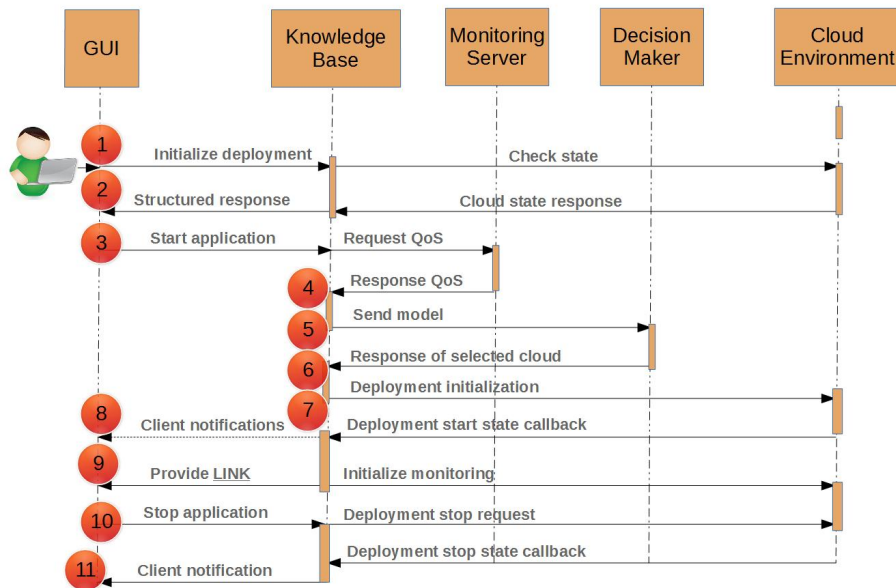 GUI
Knowledge
Base
Monitoring
Server
Decision
Maker
Cloud
Environment
1
Initialize deployment
Check state
2
Structured response
Cloud state response
3
Start application
Request QoS
4
Response QoS
5
Send model
6
Response of selected cloud
7
Deployment initialization
8
Client notifications
Deployment start state callback
9
Provide LINK
Initialize monitoring
10
Stop application
Deployment stop request
11
Client notification
Deployment stop state callback